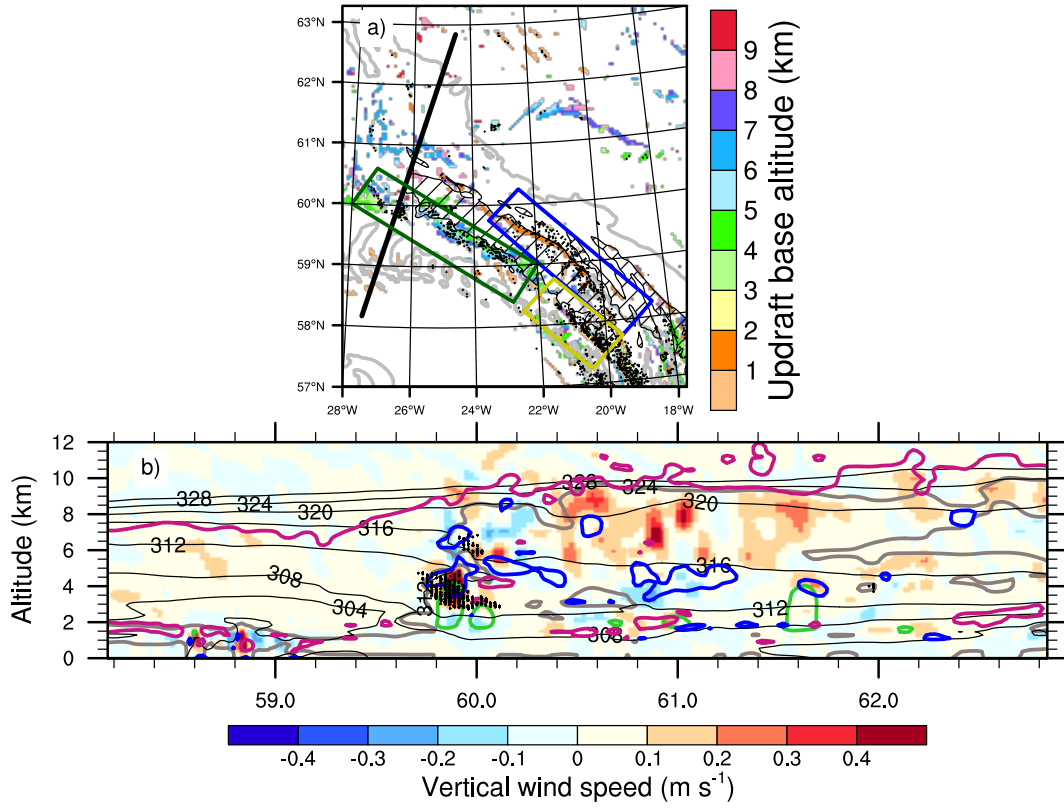 a)
63°N
62°N
61°N
60°N
59°N
58°N
57°N
28°W 26°W 24°W 22°W 20°W 18°W
9
8
7
6
5
4
3
2
1
Updraft base altitude (km)
b)
12
10
8
6
4
2
0
Altitude (km)
328 324 320 316 312 308 304
328 324 320 316 312 308
312
59.0 60.0 61.0 62.0
-0.4 -0.3 -0.2 -0.1 0 0.1 0.2 0.3 0.4
Vertical wind speed (m s⁻¹)